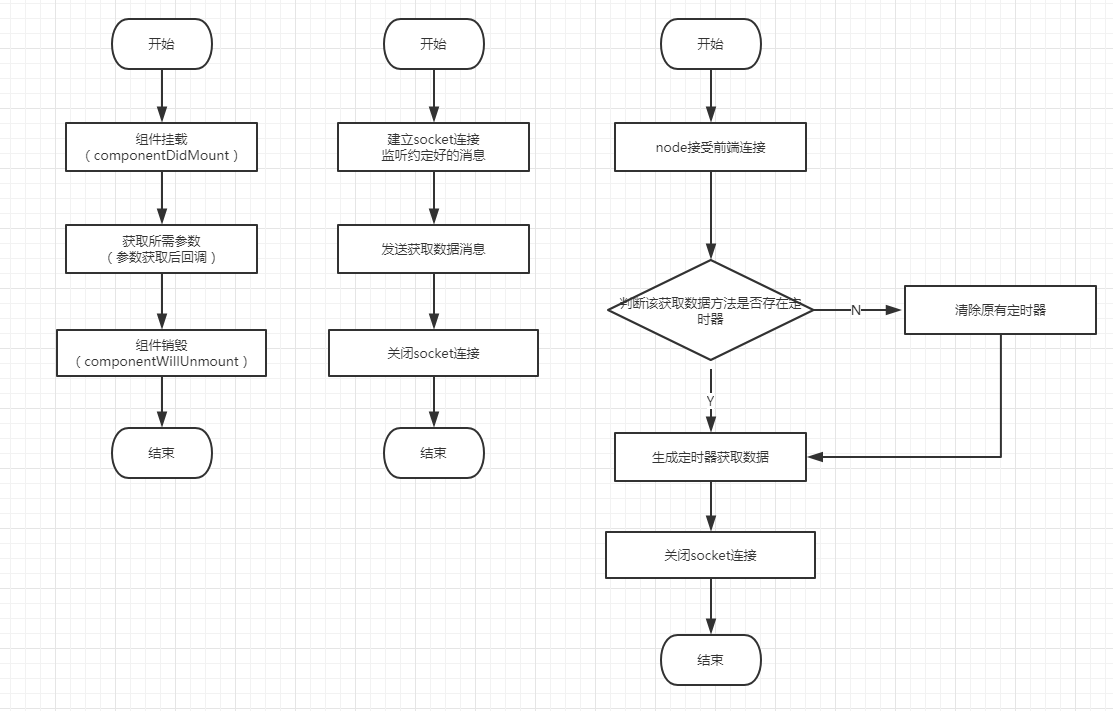 开始
组件挂载
（componentDidMount）
获取所需参数
（参数获取后回调）
组件销毁
（componentWillUnmount）
结束
开始
建立socket连接
监听约定好的消息
发送获取数据消息
关闭socket连接
结束
开始
node接受前端连接
判断该获取数据方法是否存在定
时器
N
清除原有定时器
Y
生成定时器获取数据
关闭socket连接
结束